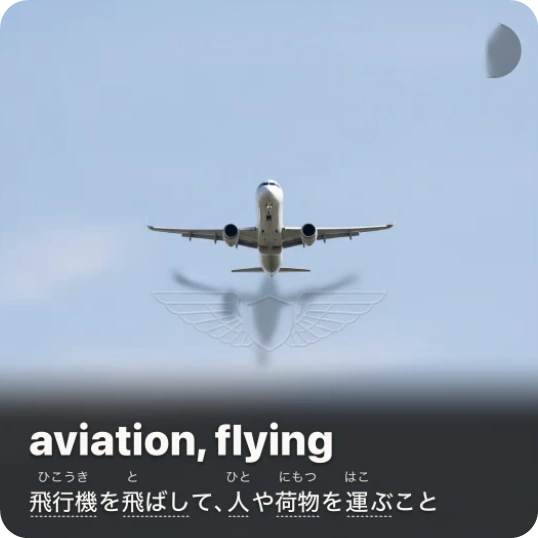 aviation, flying
ひこうき と ひと にもつ はこ
飛行機を飛ばして、人や荷物を運ぶこと